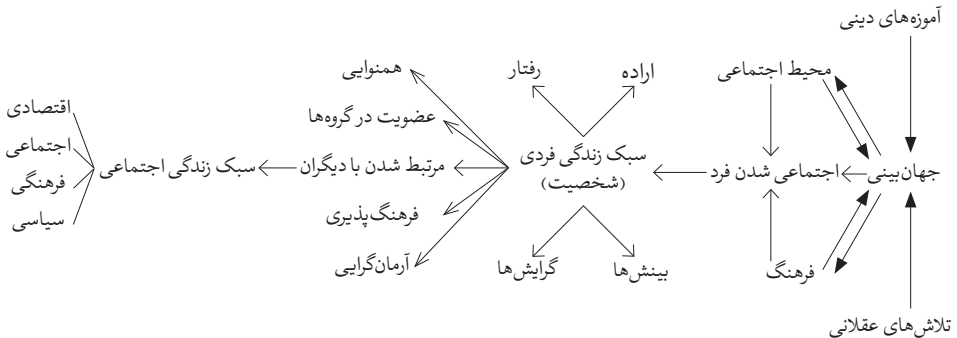 آموزه‌های دینی
محیط اجتماعی
جهان‌بینی
اجتماعی شدن فرد
فرهنگ
تلاش‌های عقلانی
اراده
رفتار
سبک زندگی فردی
(شخصیت)
بینش‌ها
گرایش‌ها
همنوایی
عضویت در گروه‌ها
مرتبط شدن با دیگران
فرهنگ‌پذیری
آرمان‌گرایی
سبک زندگی اجتماعی
اقتصادی
اجتماعی
فرهنگی
سیاسی